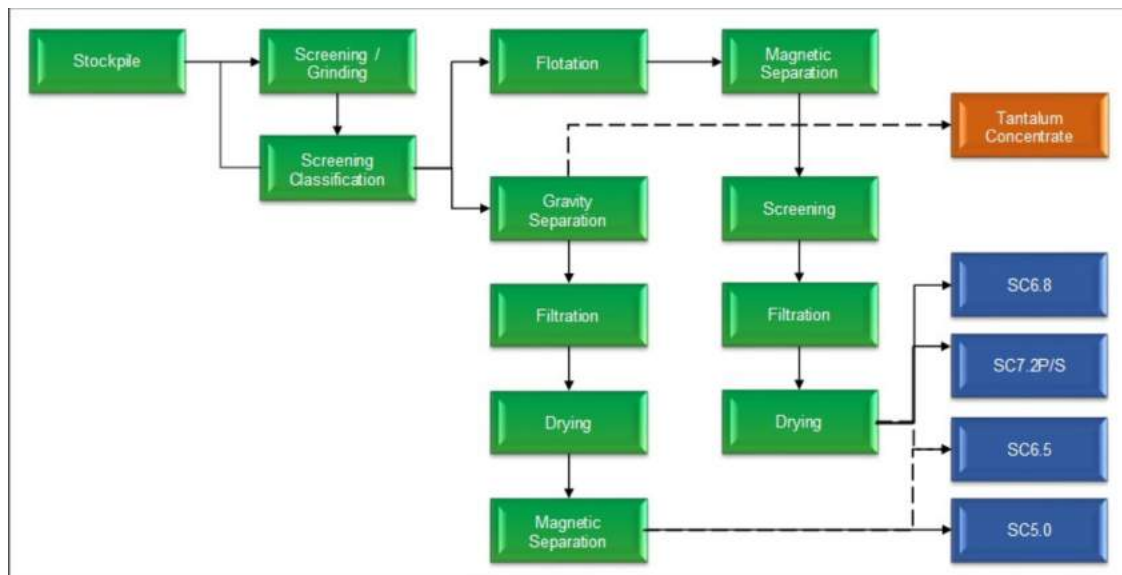 Stockpile
Screening /
Grinding
Flotation
Magnetic
Separation
Tantalum
Concentrate
Screening
Classification
Gravity
Separation
Screening
SC6.8
Filtration
Filtration
SC7.2P/S
Drying
Drying
SC6.5
Magnetic
Separation
SC5.0